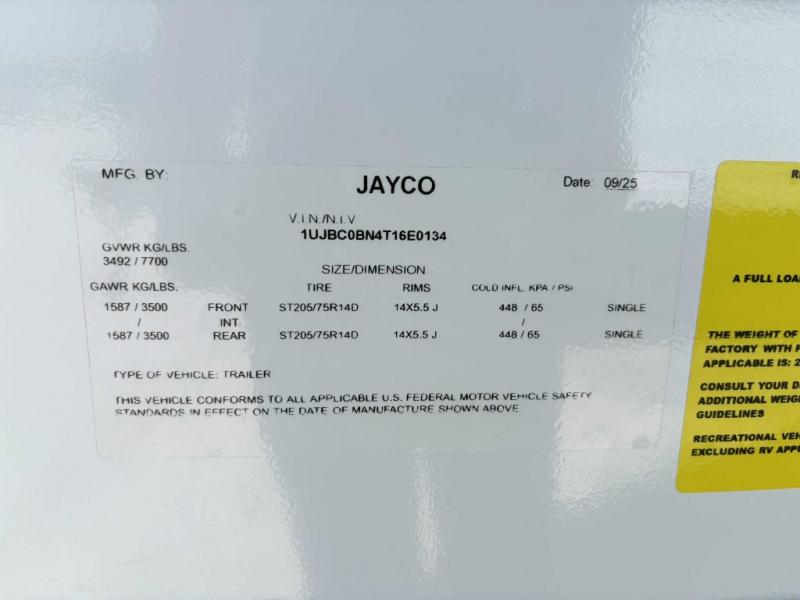 MFG. BY:
JAYCO
Date: 09/25
V.I.N./N.I.V
1UJBC0BN4T16E0134
GVWR KG/LBS.
3492 / 7700
SIZE/DIMENSION
GAWR KG/LBS. TIRE RIMS COLD INFL. KPA / PSI
1587 / 3500 FRONT ST205/75R14D 14X5.5 J 448 / 65 SINGLE
/ INT. /
1587 / 3500 REAR ST205/75R14D 14X5.5 J 448 / 65 SINGLE
TYPE OF VEHICLE: TRAILER
THIS VEHICLE CONFORMS TO ALL APPLICABLE U.S. FEDERAL MOTOR VEHICLE SAFETY
STANDARDS IN EFFECT ON THE DATE OF MANUFACTURE SHOWN ABOVE.
A FULL LOA
THE WEIGHT OF
FACTORY WITH F
APPLICABLE IS: 2
CONSULT YOUR
ADDITIONAL WEIG
GUIDELINES
RECREATIONAL VEH
EXCLUDING RV APPU